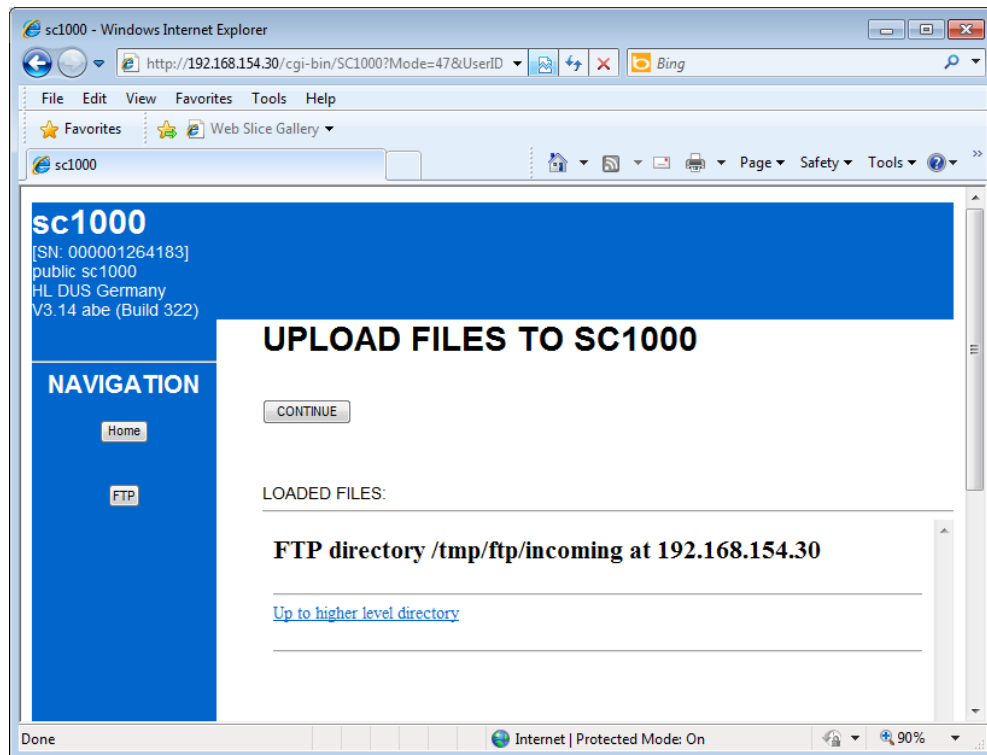 sc1000 - Windows Internet Explorer
http://192.168.154.30/cgi-bin/SC1000?Mode=47&UserID
Bing
File Edit View Favorites Tools Help
Favorites Web Slice Gallery
sc1000
Page Safety Tools
sc1000
[SN: 000001264183]
public sc1000
HL DUS Germany
V3.14 abe (Build 322)
UPLOAD FILES TO SC1000
NAVIGATION
CONTINUE
Home
FTP
LOADED FILES:
FTP directory /tmp/ftp/incoming at 192.168.154.30
Up to higher level directory
Done
Internet | Protected Mode: On
90%